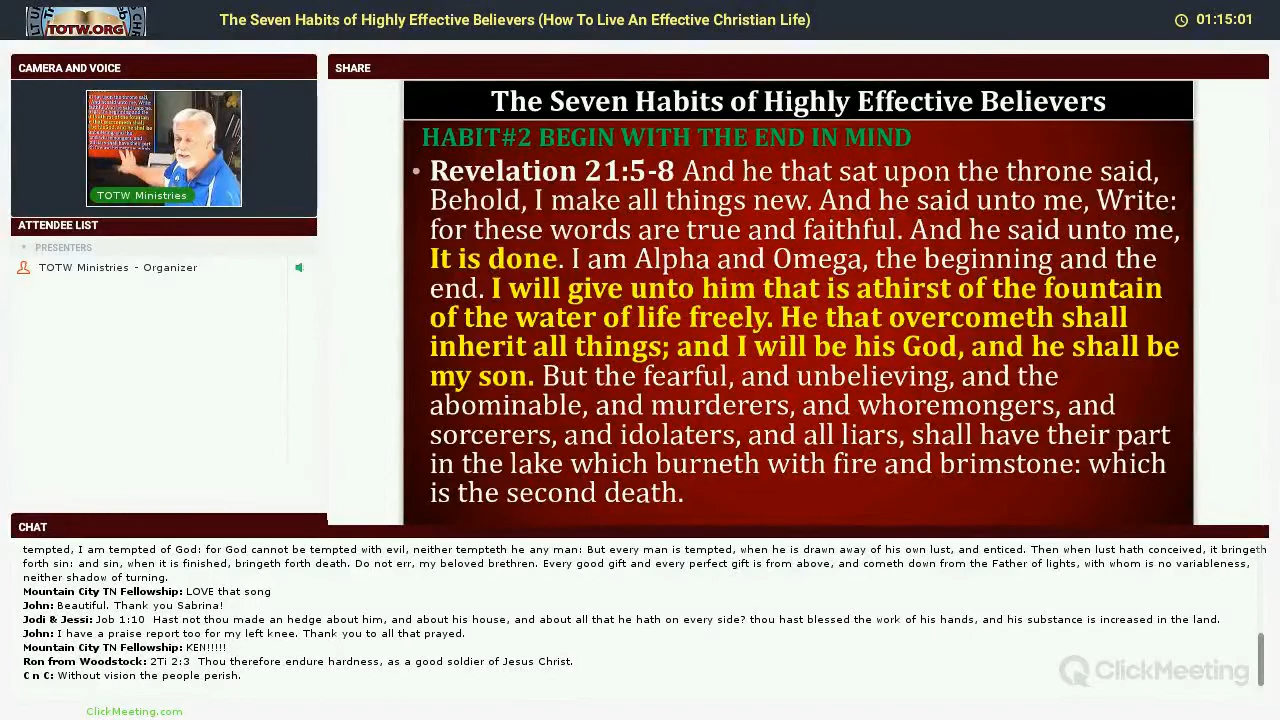 TOTW.ORG
The Seven Habits of Highly Effective Believers (How To Live An Effective Christian Life)
01:15:01
CAMERA AND VOICE
TOTW Ministries
ATTENDEE LIST
PRESENTERS
TOTW Ministries - Organizer
SHARE
The Seven Habits of Highly Effective Believers
HABIT#2 BEGIN WITH THE END IN MIND
• Revelation 21:5-8 And he that sat upon the throne said,
Behold, I make all things new. And he said unto me, Write:
for these words are true and faithful. And he said unto me,
It is done. I am Alpha and Omega, the beginning and the
end. I will give unto him that is athirst of the fountain
of the water of life freely. He that overcometh shall
inherit all things; and I will be his God, and he shall be
my son. But the fearful, and unbelieving, and the
abominable, and murderers, and whoremongers, and
sorcerers, and idolaters, and all liars, shall have their part
in the lake which burneth with fire and brimstone: which
is the second death.
CHAT
tempted, I am tempted of God: for God cannot be tempted with evil, neither tempteth he any man: But every man is tempted, when he is drawn away of his own lust, and enticed. Then when lust hath conceived, it bringeth
forth sin: and sin, when it is finished, bringeth forth death. Do not err, my beloved brethren. Every good gift and every perfect gift is from above, and cometh down from the Father of lights, with whom is no variableness,
neither shadow of turning.
Mountain City TN Fellowship: LOVE that song
John: Beautiful. Thank you Sabrina!
Jodi & Jessi: Job 1:10 Hast not thou made an hedge about him, and about his house, and about all that he hath on every side? thou hast blessed the work of his hands, and his substance is increased in the land.
John: I have a praise report too for my left knee. Thank you to all that prayed.
Mountain City TN Fellowship: KEN!!!!!
Ron from Woodstock: 2Ti 2:3 Thou therefore endure hardness, as a good soldier of Jesus Christ.
C n C: Without vision the people perish.
ClickMeeting
ClickMeeting.com